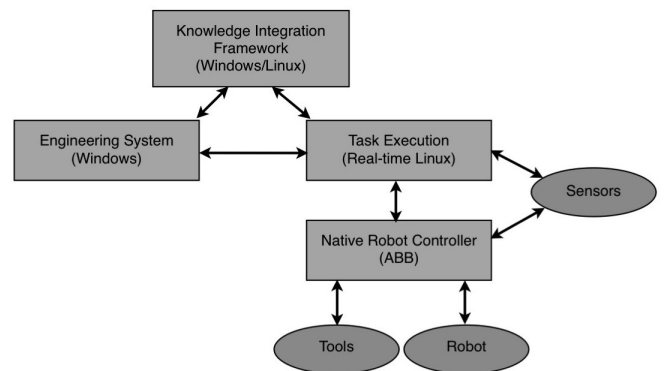 Knowledge Integration
Framework
(Windows/Linux)
Engineering System
(Windows)
Task Execution
(Real-time Linux)
Sensors
Native Robot Controller
(ABB)
Tools
Robot